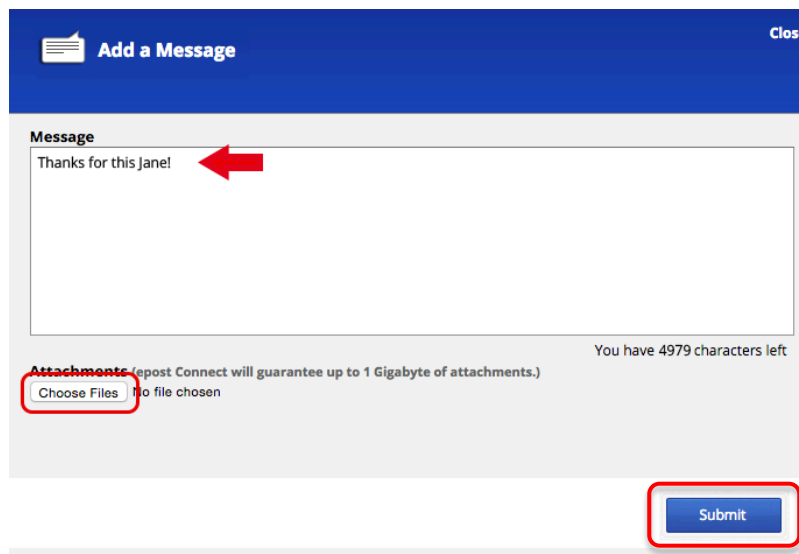 Clos
Add a Message
Message
Thanks for this Jane!
You have 4979 characters left
Attachments (epost Connect will guarantee up to 1 Gigabyte of attachments.)
Choose Files No file chosen
Submit